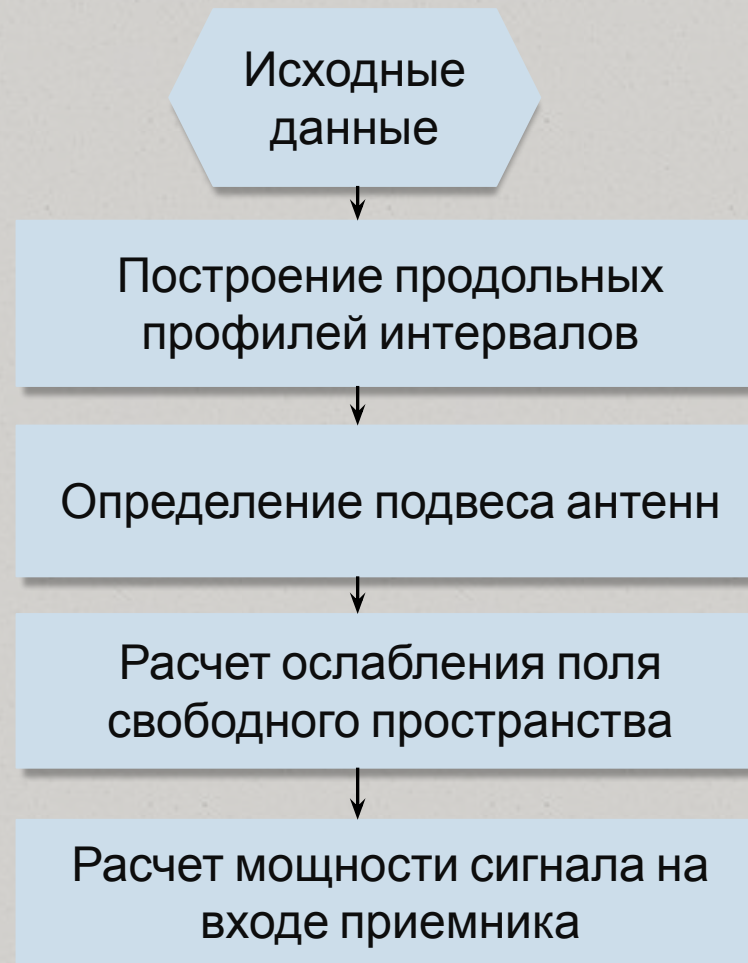 Исходные
данные
Построение продольных
профилей интервалов
Определение подвеса антенн
Расчет ослабления поля
свободного пространства
Расчет мощности сигнала на
входе приемника